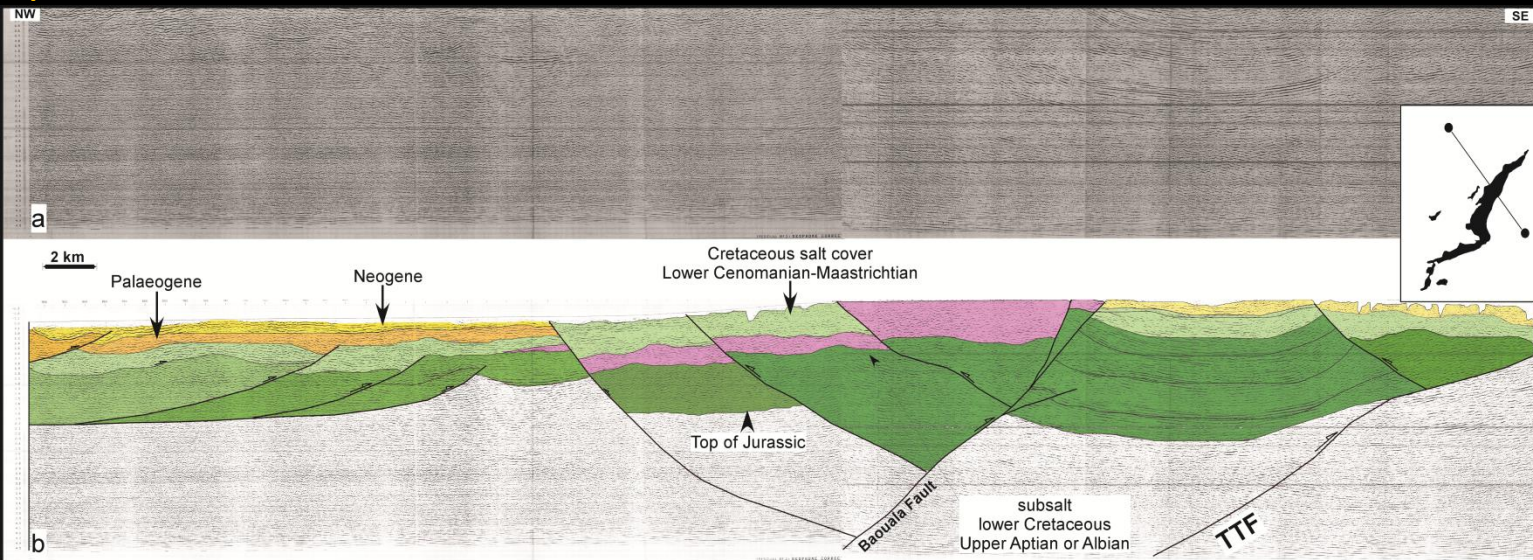 NW
SE
a
2 km
Palaeogene
Neogene
Cretaceous salt cover
Lower Cenomanian-Maastrichtian
Top of Jurassic
Baouala Fault
subsalt
lower Cretaceous
Upper Aptian or Albian
TTF
b